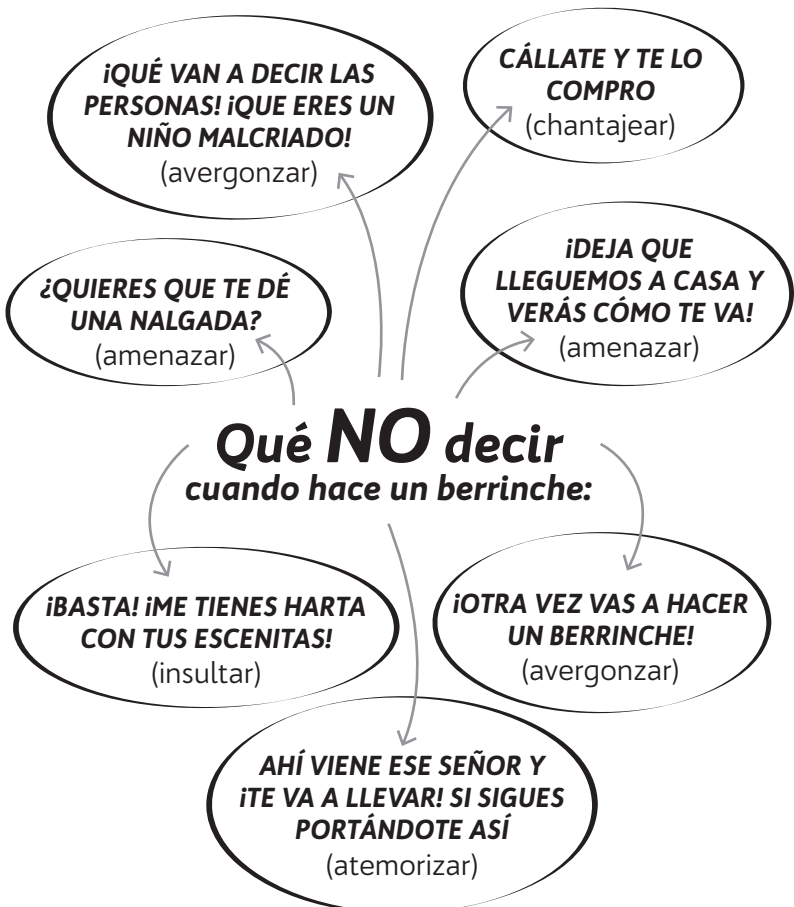 ¡QUÉ VAN A DECIR LAS
PERSONAS! ¡QUE ERES UN
NIÑO MALCRIADO!
(avergonzar)
CÁLLATE Y TE LO
COMPRO
(chantajear)
¿QUIERES QUE TE DÉ
UNA NALGADA?
(amenazar)
¡DEJA QUE
LLEGUEMOS A CASA Y
VERÁS CÓMO TE VA!
(amenazar)
Qué NO decir
cuando hace un berrinche:
¡BASTA! ¡ME TIENES HARTA
CON TUS ESCENITAS!
(insultar)
¡OTRA VEZ VAS A HACER
UN BERRINCHE!
(avergonzar)
AHÍ VIENE ESE SEÑOR Y
¡TE VA A LLEVAR! SI SIGUES
PORTÁNDOTE ASÍ
(atemorizar)